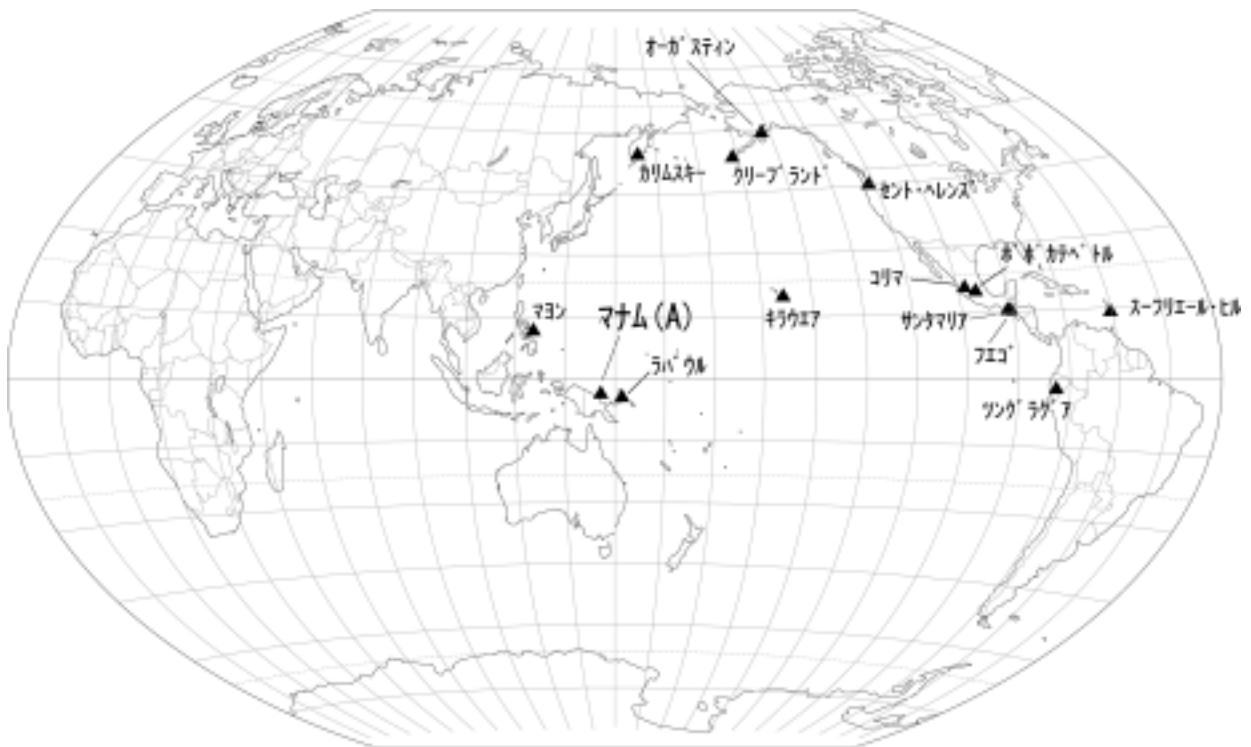 オーガスティン
カリムスキー
クリーブランド
セント・ヘレンズ
コリマ
ポポカテペトル
マヨン
マナム(A)
キラウエア
サンタマリア
スーフリエール・ヒル
フエゴ
ラバウル
ツングラグア